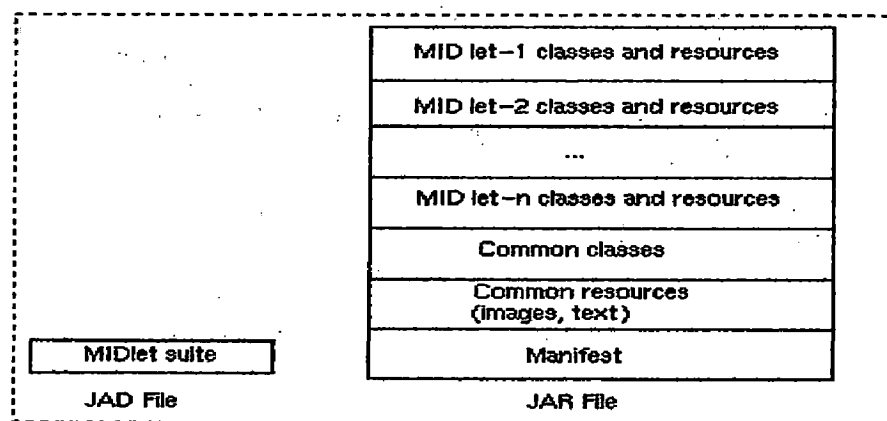 MID let-1 classes and resources
MID let-2 classes and resources
...
MID let-n classes and resources
Common classes
Common resources
(images, text)
MIDlet suite
Manifest
JAD File
JAR File